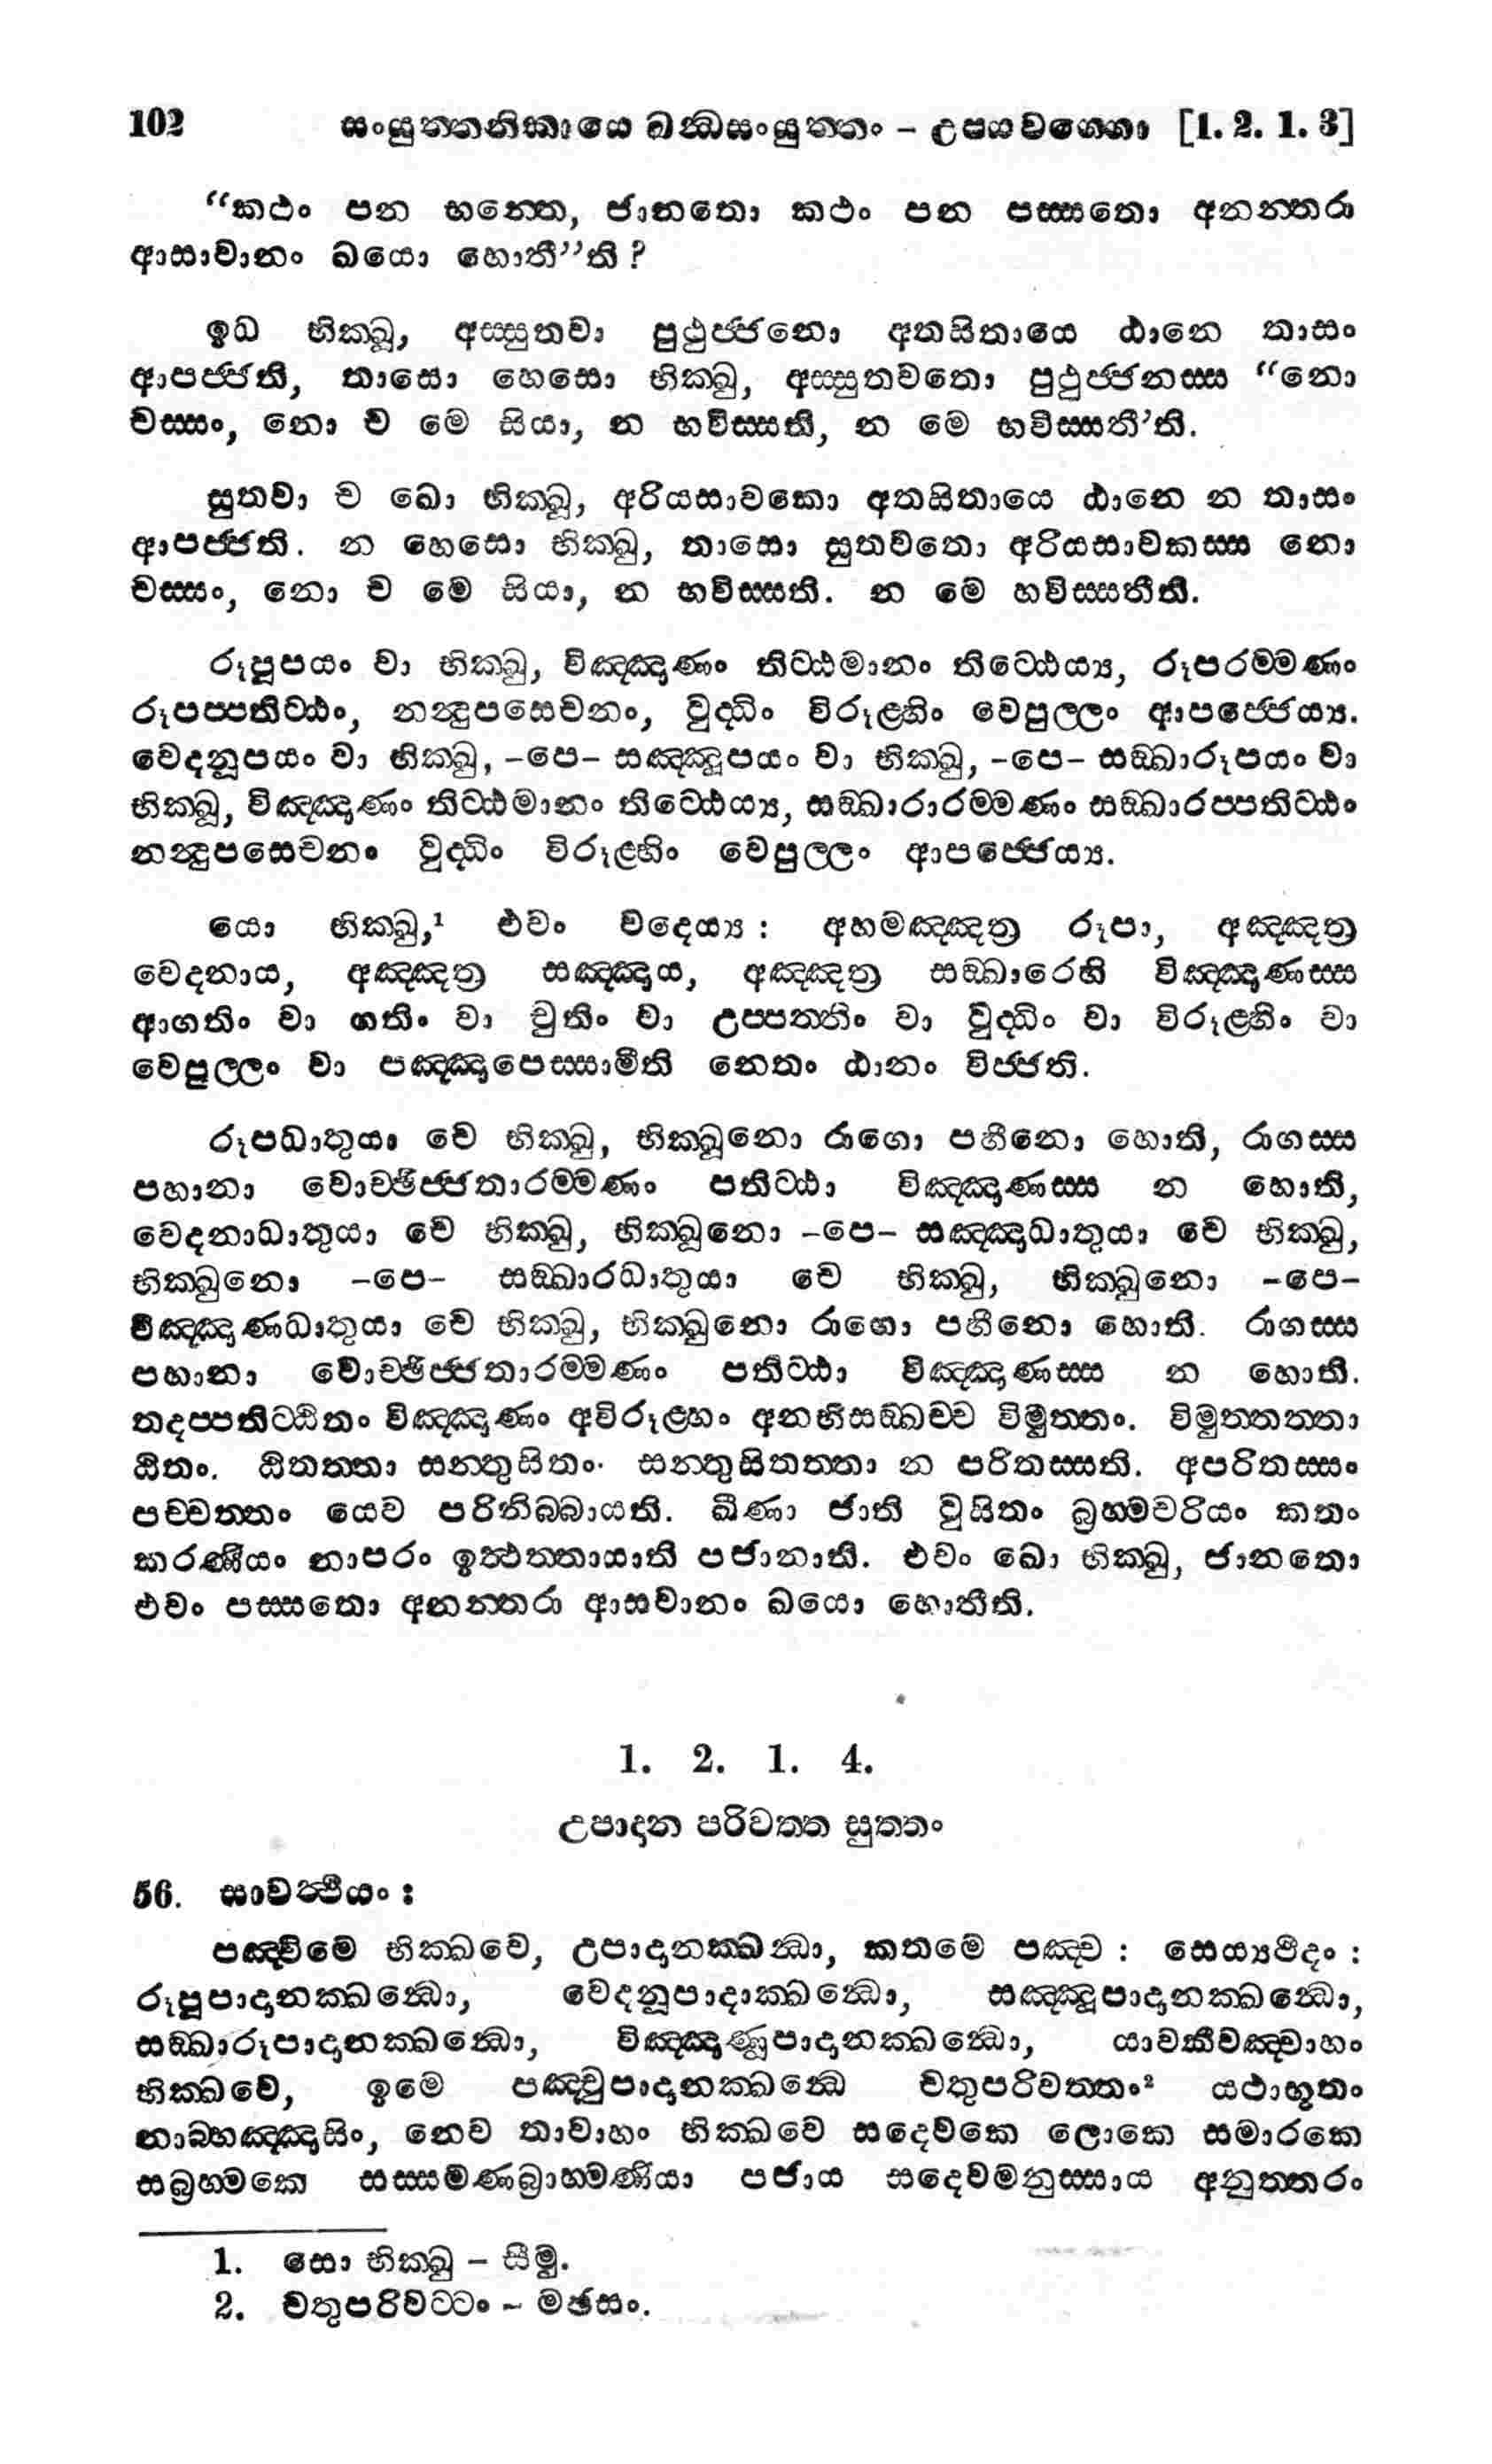 102 සංයුත්තනිකායෙ ඛන්ධසංයුත්තං – උපයවග්ගො [1. 2. 1. 3]
“කථං පන භන්තෙ, ජානතො කථං පන පස්සතො අනන්තරා
ආසාවානං ඛයො හොතී”ති?
ඉධ භික්ඛූ, අස්සුතවා පුථුජ්ජනො අතසිතායෙ ඨානෙ තාසං
ආපජ්ජති, තාසො හෙසො භික්ඛු, අස්සුතවතො පුථුජ්ජනස්ස “නො
චස්සං, නො ච මෙ සියා, න භවිස්සති, න මෙ භවිස්සතී’ති.
සුතවා ච ඛො භික්ඛූ, අරියසාවකො අතසිතායෙ ඨානෙ න තාසං
ආපජ්ජති. න හෙසො භික්ඛු, තාසො සුතවතො අරියසාවකස්ස නො
චස්සං, නො ච මෙ සියා, න භවිස්සති. න මෙ භවිස්සතීති.
රූපූපයං වා භික්ඛු, විඤ්ඤාණං තිට්ඨමානං තිට්ඨෙය්‍ය, රූපරම්මණං
රූපප්පතිට්ඨං, නන්දුපසෙචනං, වුද්ධිං විරූළ්හිං වෙපුල්ලං ආපජ්ජෙය්‍ය.
වෙදනූපයං වා භික්ඛු, –පෙ– සඤ්ඤූපයං වා භික්ඛු, –පෙ– සඞ්ඛාරූපයං වා
භික්ඛූ, විඤ්ඤාණං තිට්ඨමානං තිට්ඨෙය්‍ය, සඞ්ඛාරාරම්මණං සඞ්ඛාරප්පතිට්ඨං
නන්දුපසෙචනං වුද්ධිං විරූළ්හිං වෙපුල්ලං ආපජ්ජෙය්‍ය.
යො භික්ඛු,¹ එවං වදෙය්‍ය : අහමඤ්ඤත්‍ර රූපා, අඤ්ඤත්‍ර
වෙදනාය, අඤ්ඤත්‍ර සඤ්ඤාය, අඤ්ඤත්‍ර සඞ්ඛාරෙහි විඤ්ඤාණස්ස
ආගතිං වා ගතිං වා චුතිං වා උප්පත්තිං වා වුද්ධිං වා විරූළ්හිං වා
වෙපුල්ලං වා පඤ්ඤාපෙස්සාමීති නෙතං ඨානං විජ්ජති.
රූපධාතුයා චෙ භික්ඛු, භික්ඛූනො රාගො පහීනො හොති, රාගස්ස
පහානා වොච්ඡිජ්ජතාරම්මණං පතිට්ඨා විඤ්ඤාණස්ස න හොති,
වෙදනාධාතුයා චෙ භික්ඛු, භික්ඛූනො –පෙ– සඤ්ඤාධාතුයා චෙ භික්ඛු,
භික්ඛුනො –පෙ– සඞ්ඛාරධාතුයා චෙ භික්ඛු, භික්ඛුනො –පෙ–
විඤ්ඤාණධාතුයා චෙ භික්ඛු, භික්ඛුනො රාගො පහීනො හොති. රාගස්ස
පහානා වොච්ඡිජ්ජතාරම්මණං පතිට්ඨා විඤ්ඤාණස්ස න හොති.
තදප්පතිට්ඨිතං විඤ්ඤාණං අවිරූළ්හං අනභිසඞ්ඛච්ච විමුත්තං. විමුත්තත්තා
ඨිතං. ඨිතත්තා සන්තුසිතං. සන්තුසිතත්තා න පරිතස්සති. අපරිතස්සං
පච්චත්තං යෙව පරිනිබ්බායති. ඛීණා ජාති වුසිතං බ්‍රහ්මචරියං කතං
කරණීයං නාපරං ඉත්ථත්තායාති පජානාති. එවං ඛො භික්ඛු, ජානතො
එවං පස්සතො අනන්තරා ආසවානං ඛයො හොතීති.
1. 2. 1. 4.
උපාදාන පරිවත්ත සුත්තං
56. සාවත්ථියං :
පඤ්චිමෙ භික්ඛවෙ, උපාදානක්ඛන්ධා, කතමෙ පඤ්ච : සෙය්‍යථිදං :
රූපූපාදානක්ඛන්ධො, වෙදනූපාදාක්ඛන්ධො, සඤ්ඤූපාදානක්ඛන්ධො,
සඞ්ඛාරූපාදානක්ඛන්ධො, විඤ්ඤාණූපාදානක්ඛන්ධො, යාවකීවඤ්චාහං
භික්ඛවෙ, ඉමෙ පඤ්චුපාදානක්ඛන්ධෙ චතුපරිවත්තං² යථාභූතං
නාබ්භඤ්ඤාසිං, නෙව තාවාහං භික්ඛවෙ සදෙවකෙ ලොකෙ සමාරකෙ
සබ්‍රහ්මකෙ සස්සමණබ්‍රාහ්මණියා පජාය සදෙවමනුස්සාය අනුත්තරං
1. සො භික්ඛු – සීමු.
2. චතුපරිවට්ටං – මඡසං.